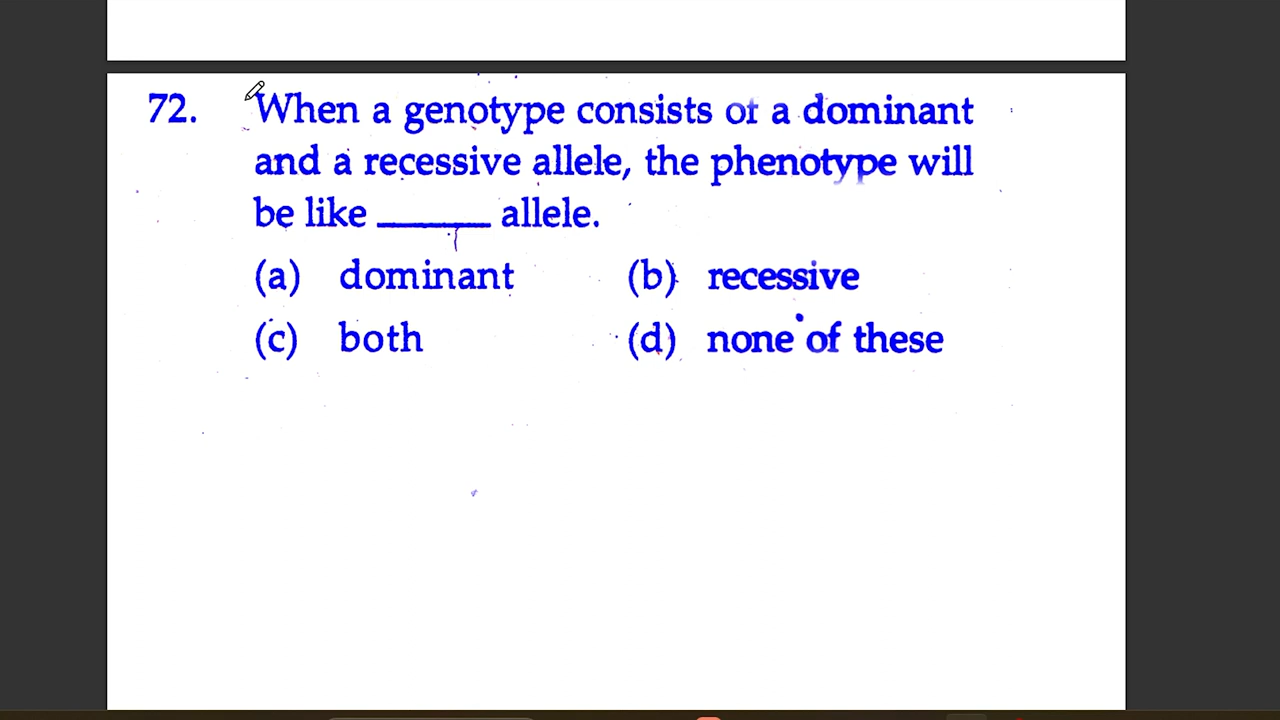 72. When a genotype consists of a dominant
and a recessive allele, the phenotype will
be like ______ allele.
(a) dominant (b) recessive
(c) both (d) none of these